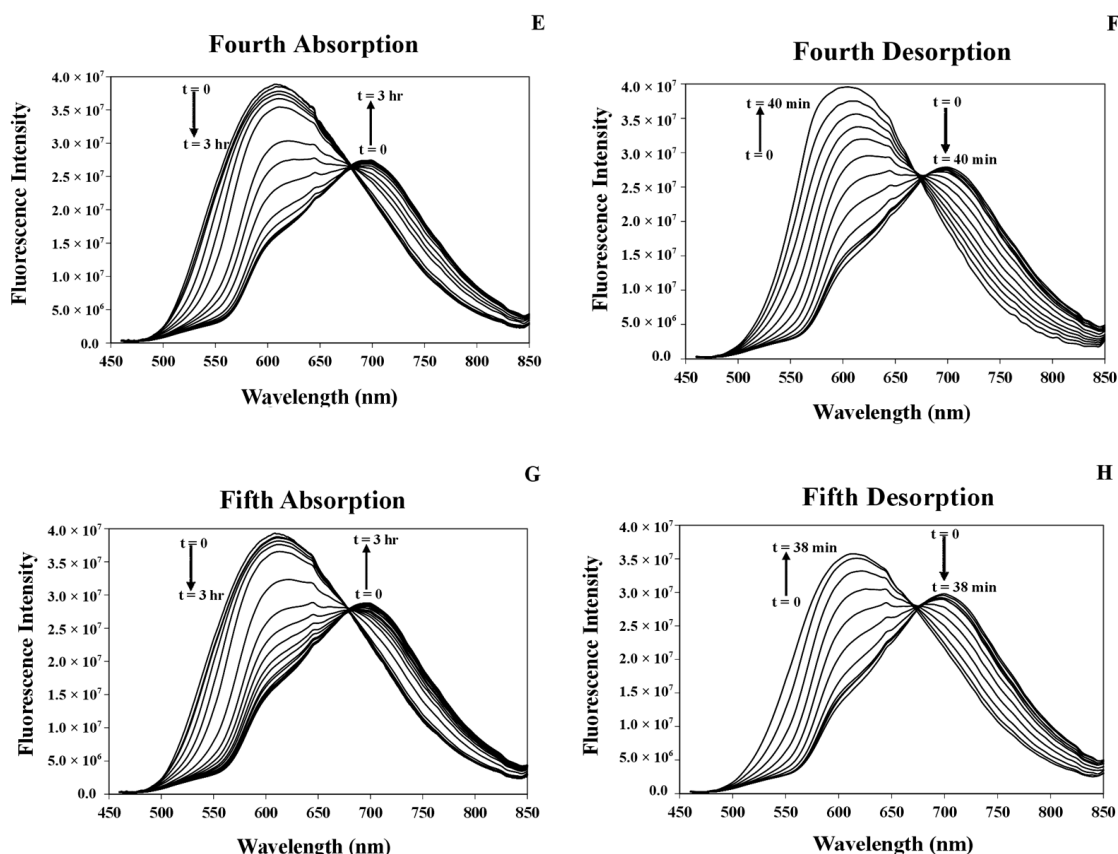 E
Fourth Absorption
Fluorescence Intensity
4.0 × 10⁷
3.5 × 10⁷
3.0 × 10⁷
2.5 × 10⁷
2.0 × 10⁷
1.5 × 10⁷
1.0 × 10⁷
5.0 × 10⁶
0.0
t = 0
t = 3 hr
t = 3 hr
t = 0
450 500 550 600 650 700 750 800 850
Wavelength (nm)
F
Fourth Desorption
Fluorescence Intensity
4.0 × 10⁷
3.5 × 10⁷
3.0 × 10⁷
2.5 × 10⁷
2.0 × 10⁷
1.5 × 10⁷
1.0 × 10⁷
5.0 × 10⁶
0.0
t = 40 min
t = 0
t = 0
t = 40 min
450 500 550 600 650 700 750 800 850
Wavelength (nm)
G
Fifth Absorption
Fluorescence Intensity
4.0 × 10⁷
3.5 × 10⁷
3.0 × 10⁷
2.5 × 10⁷
2.0 × 10⁷
1.5 × 10⁷
1.0 × 10⁷
5.0 × 10⁶
0.0
t = 0
t = 3 hr
t = 3 hr
t = 0
450 500 550 600 650 700 750 800 850
Wavelength (nm)
H
Fifth Desorption
Fluorescence Intensity
4.0 × 10⁷
3.5 × 10⁷
3.0 × 10⁷
2.5 × 10⁷
2.0 × 10⁷
1.5 × 10⁷
1.0 × 10⁷
5.0 × 10⁶
0.0
t = 38 min
t = 0
t = 0
t = 38 min
450 500 550 600 650 700 750 800 850
Wavelength (nm)